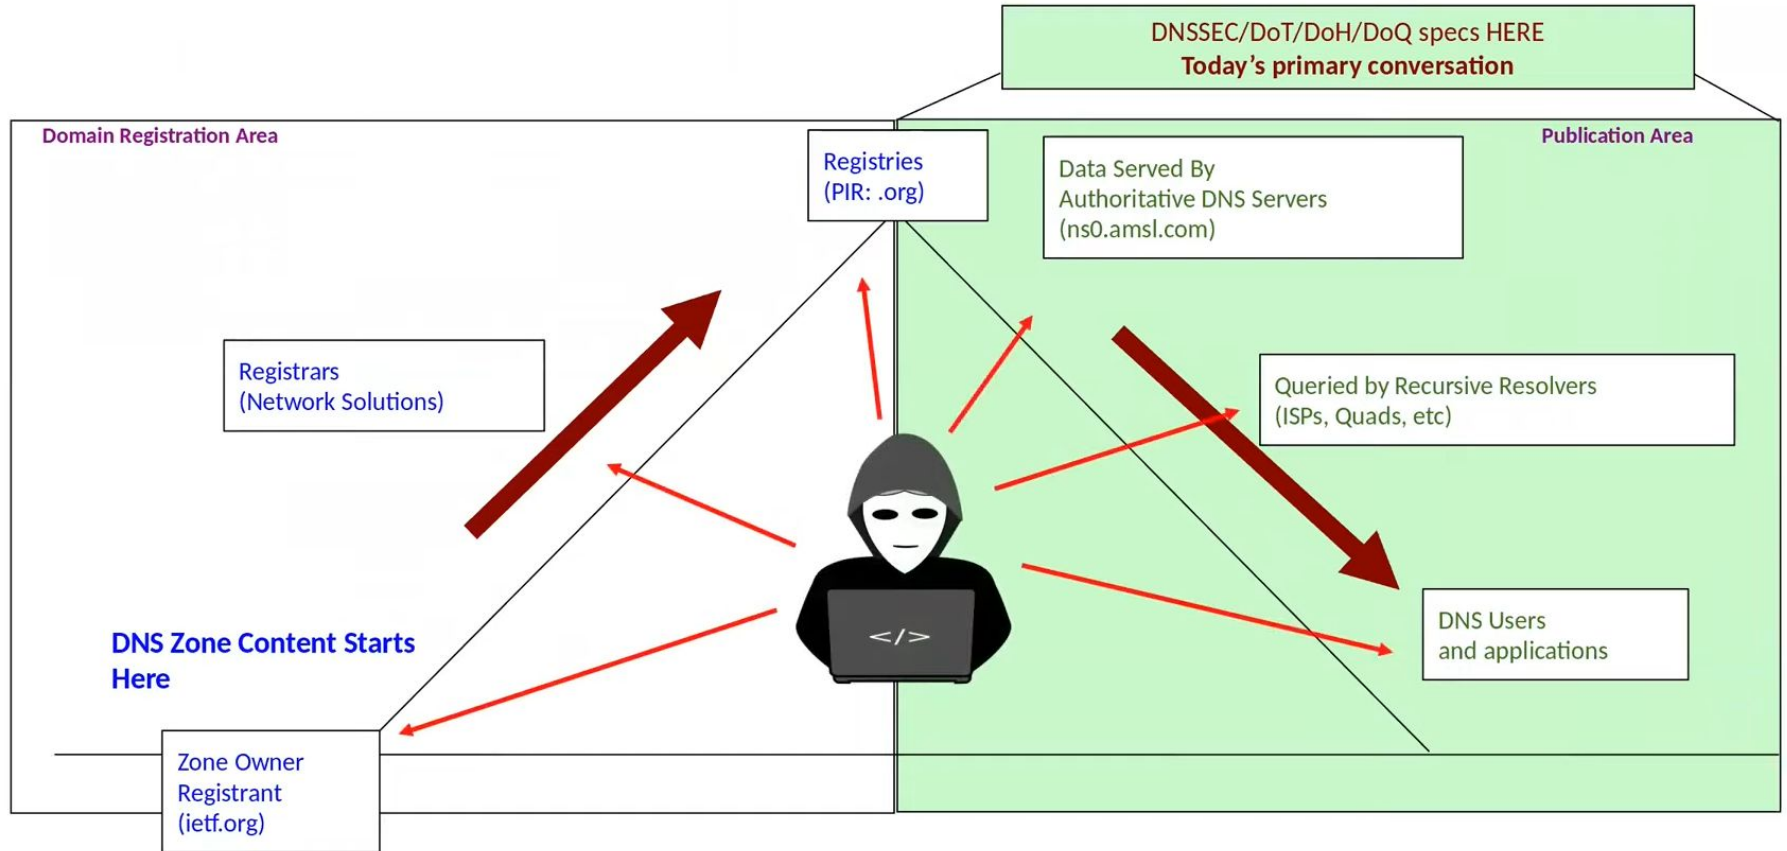 DNSSEC/DoT/DoH/DoQ specs HERE
Today’s primary conversation
Domain Registration Area
Publication Area
Registries
(PIR: .org)
Data Served By
Authoritative DNS Servers
(ns0.amsl.com)
Registrars
(Network Solutions)
Queried by Recursive Resolvers
(ISPs, Quads, etc)
</>
DNS Users
and applications
DNS Zone Content Starts
Here
Zone Owner
Registrant
(ietf.org)